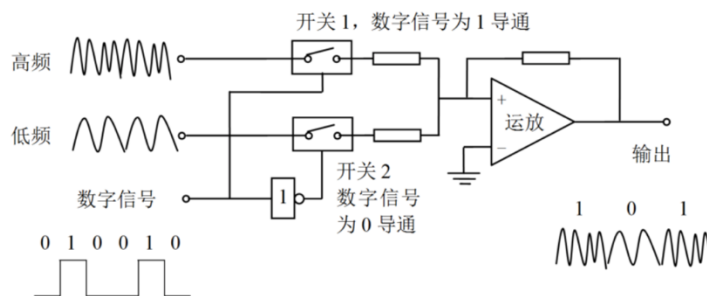 开关 1，数字信号为 1 导通
高频
+
运放
−
低频
输出
开关 2
数字信号
为 0 导通
数字信号
1
0 1 0 0 1 0
1 0 1